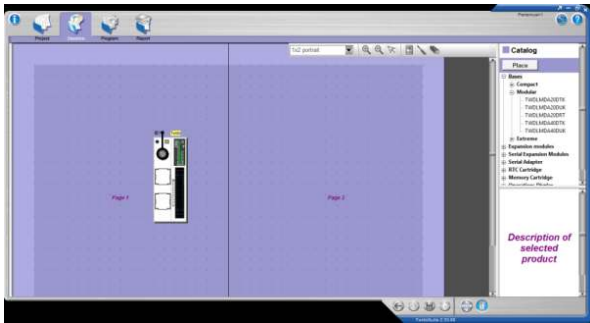 Project
Program
Report
1x2 portrait
Catalog
Place
Bases
Compact
Modular
TWDLMDA20DTK
TWDLMDA20DUK
TWDLMDA20DRT
TWDLMDA40DTK
TWDLMDA40DUK
Extreme
Expansion modules
Serial Expansion Modules
Serial Adapter
RTC Cartridge
Memory Cartridge
Page 1
Page 2
Description of
selected
product